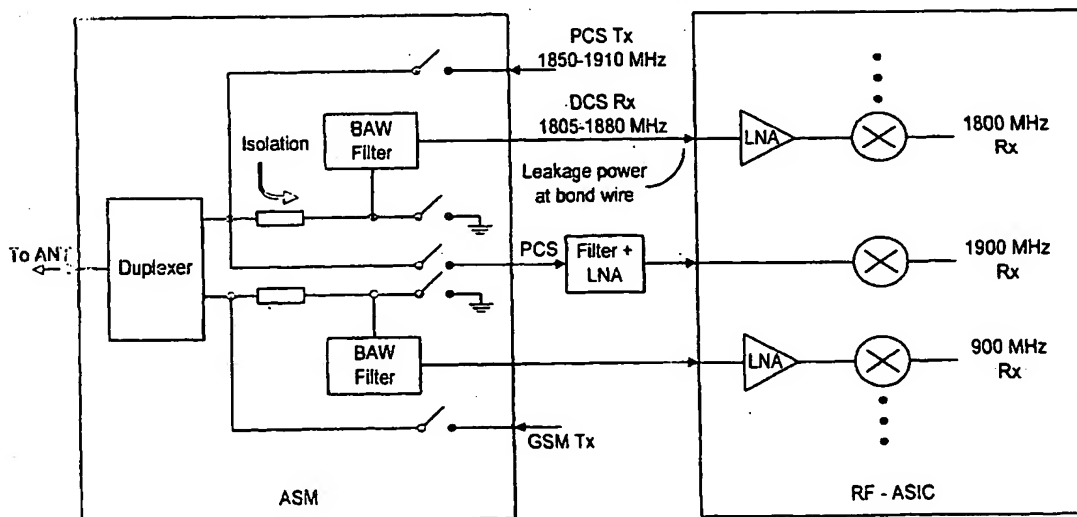 PCS Tx
1850-1910 MHz
DCS Rx
1805-1880 MHz
BAW
Filter
Isolation
LNA
1800 MHz
Rx
Leakage power
at bond wire
To ANT
Duplexer
PCS
Filter +
LNA
1900 MHz
Rx
BAW
Filter
LNA
900 MHz
Rx
GSM Tx
ASM
RF - ASIC